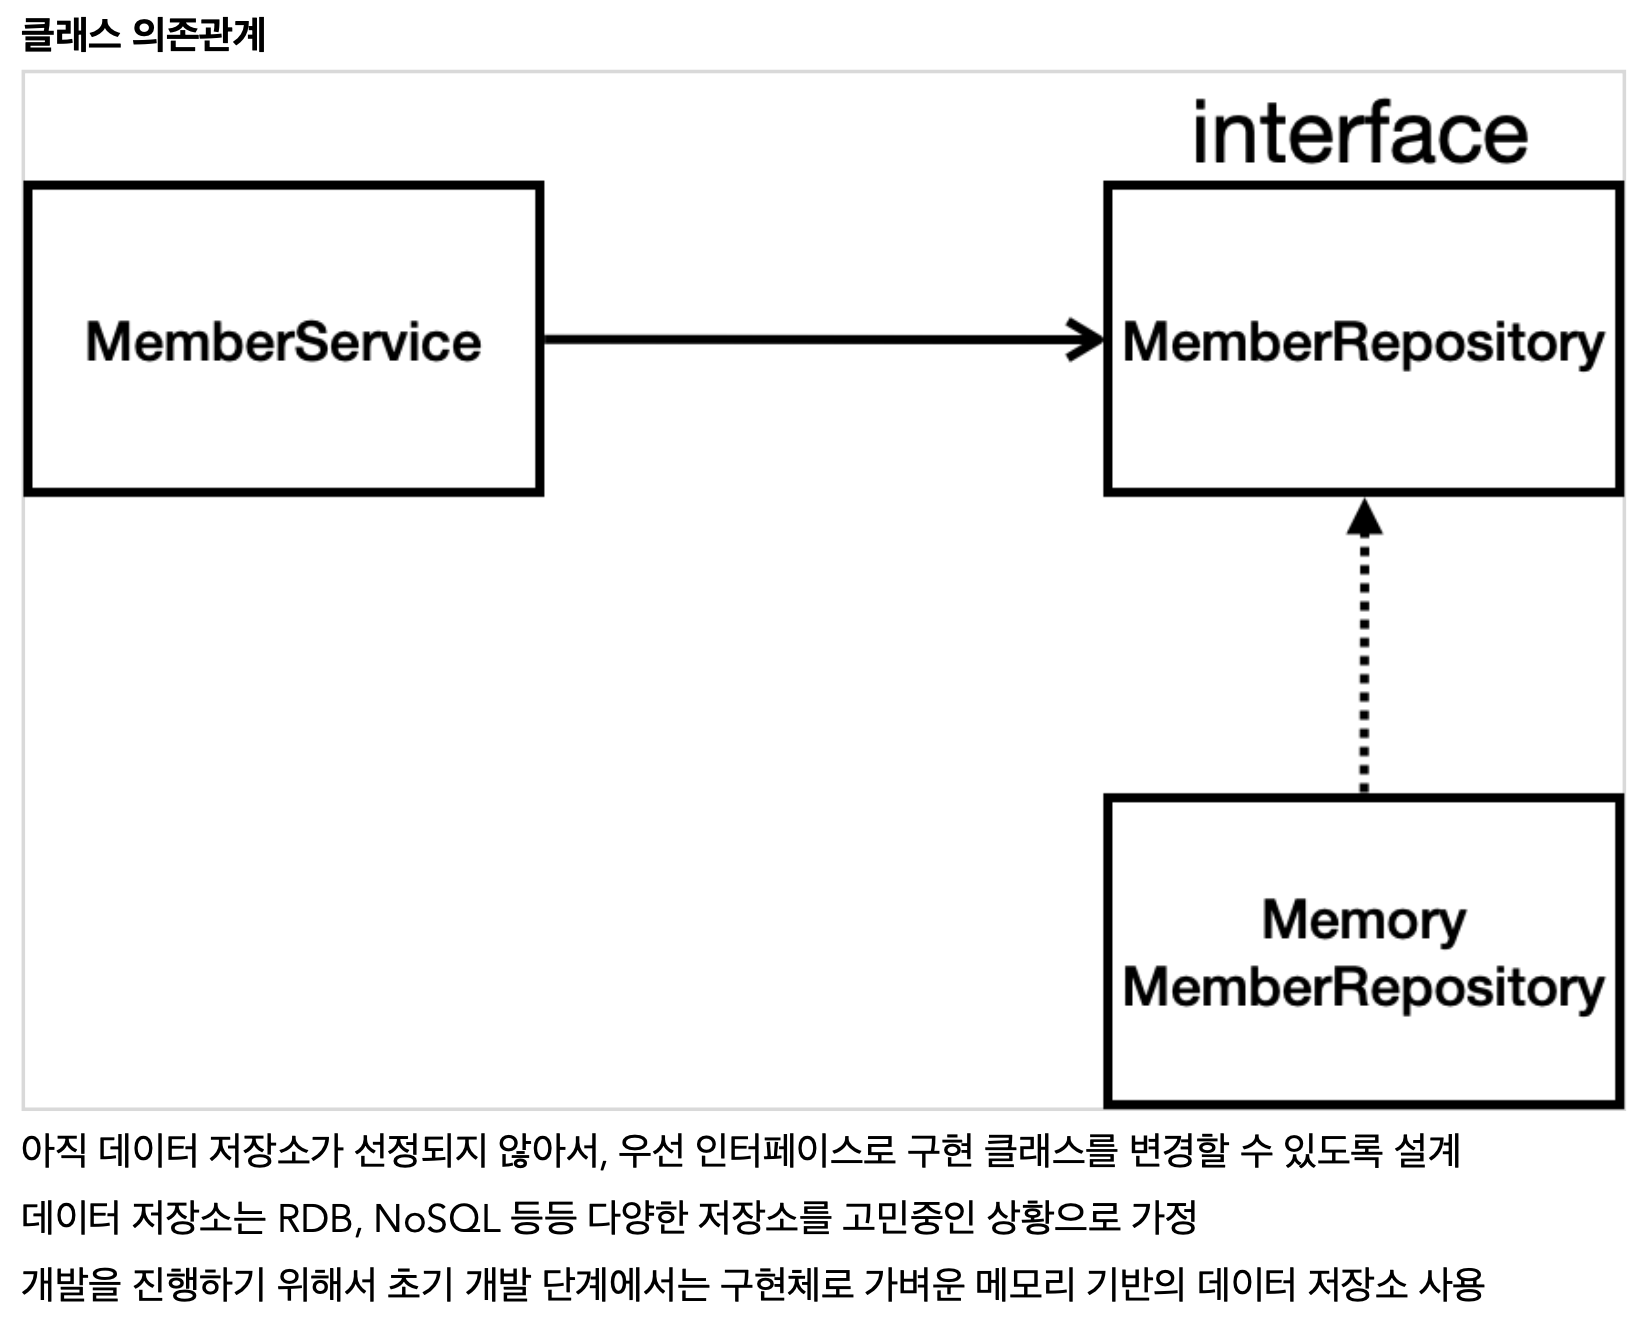 클래스 의존관계
interface
MemberService
MemberRepository
Memory
MemberRepository
아직 데이터 저장소가 선정되지 않아서, 우선 인터페이스로 구현 클래스를 변경할 수 있도록 설계
데이터 저장소는 RDB, NoSQL 등등 다양한 저장소를 고민중인 상황으로 가정
개발을 진행하기 위해서 초기 개발 단계에서는 구현체로 가벼운 메모리 기반의 데이터 저장소 사용